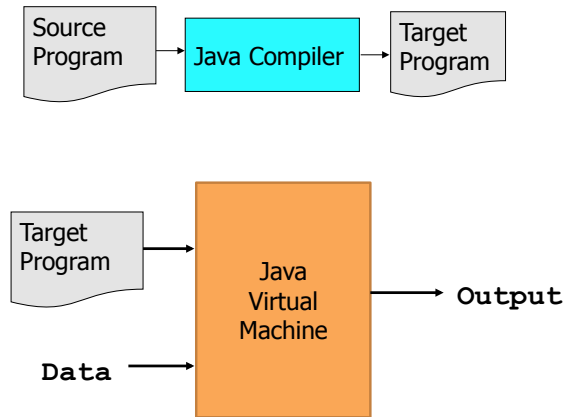 Source
Program
Java Compiler
Target
Program
Target
Program
Java
Virtual
Machine
Output
Data